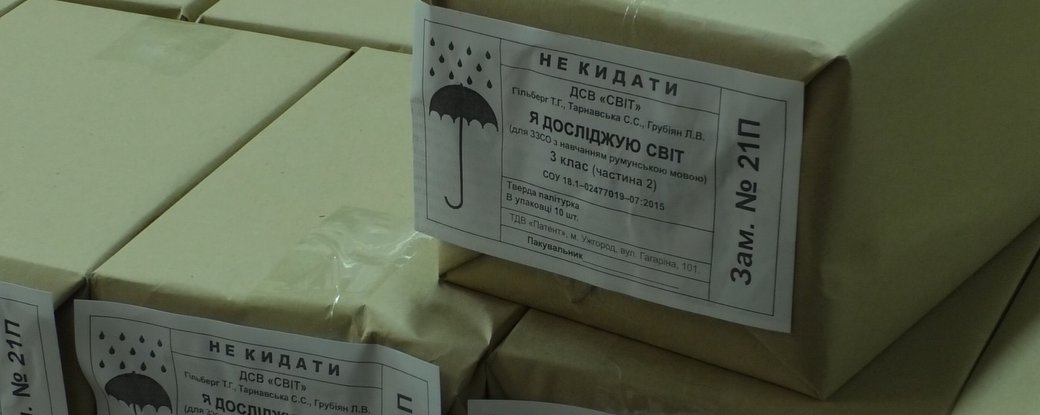 НЕ КИДАТИ
ДСВ «СВІТ»
Гільберг Т.Г., Тарнавська С.С., Грубіян Л.В.
Я ДОСЛІДЖУЮ СВІТ
(для ЗЗСО з навчанням румунською мовою)
3 клас (частина 2)
СОУ 18.1–02477019–07:2015
Тверда палітурка
В упаковці 10 шт.
ТДВ «Патент», м. Ужгород, вул. Гагаріна, 101
Пакувальник
Зам. № 21П
№ 21П
НЕ КИДАТИ
ДСВ «СВІТ»
Гільберг Т.Г., Тарнавська С.С., Грубіян Л.В.
Я ДОСЛІДЖУЮ
П